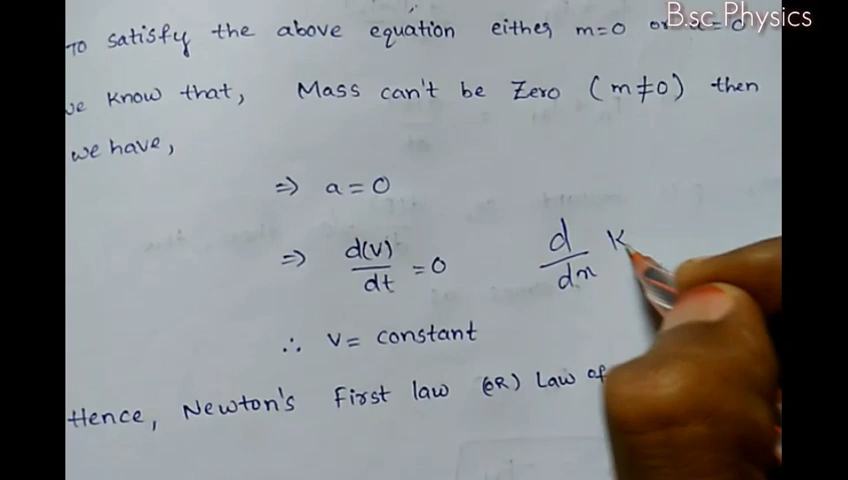 B.sc Physics
To satisfy the above equation either m=0 or a=0
we know that, Mass can't be Zero (m≠0) then
we have,
⇒ a=0
⇒ d(v)/dt =0 d/dx K
∴ v= constant
Hence, Newton's First law (OR) Law of